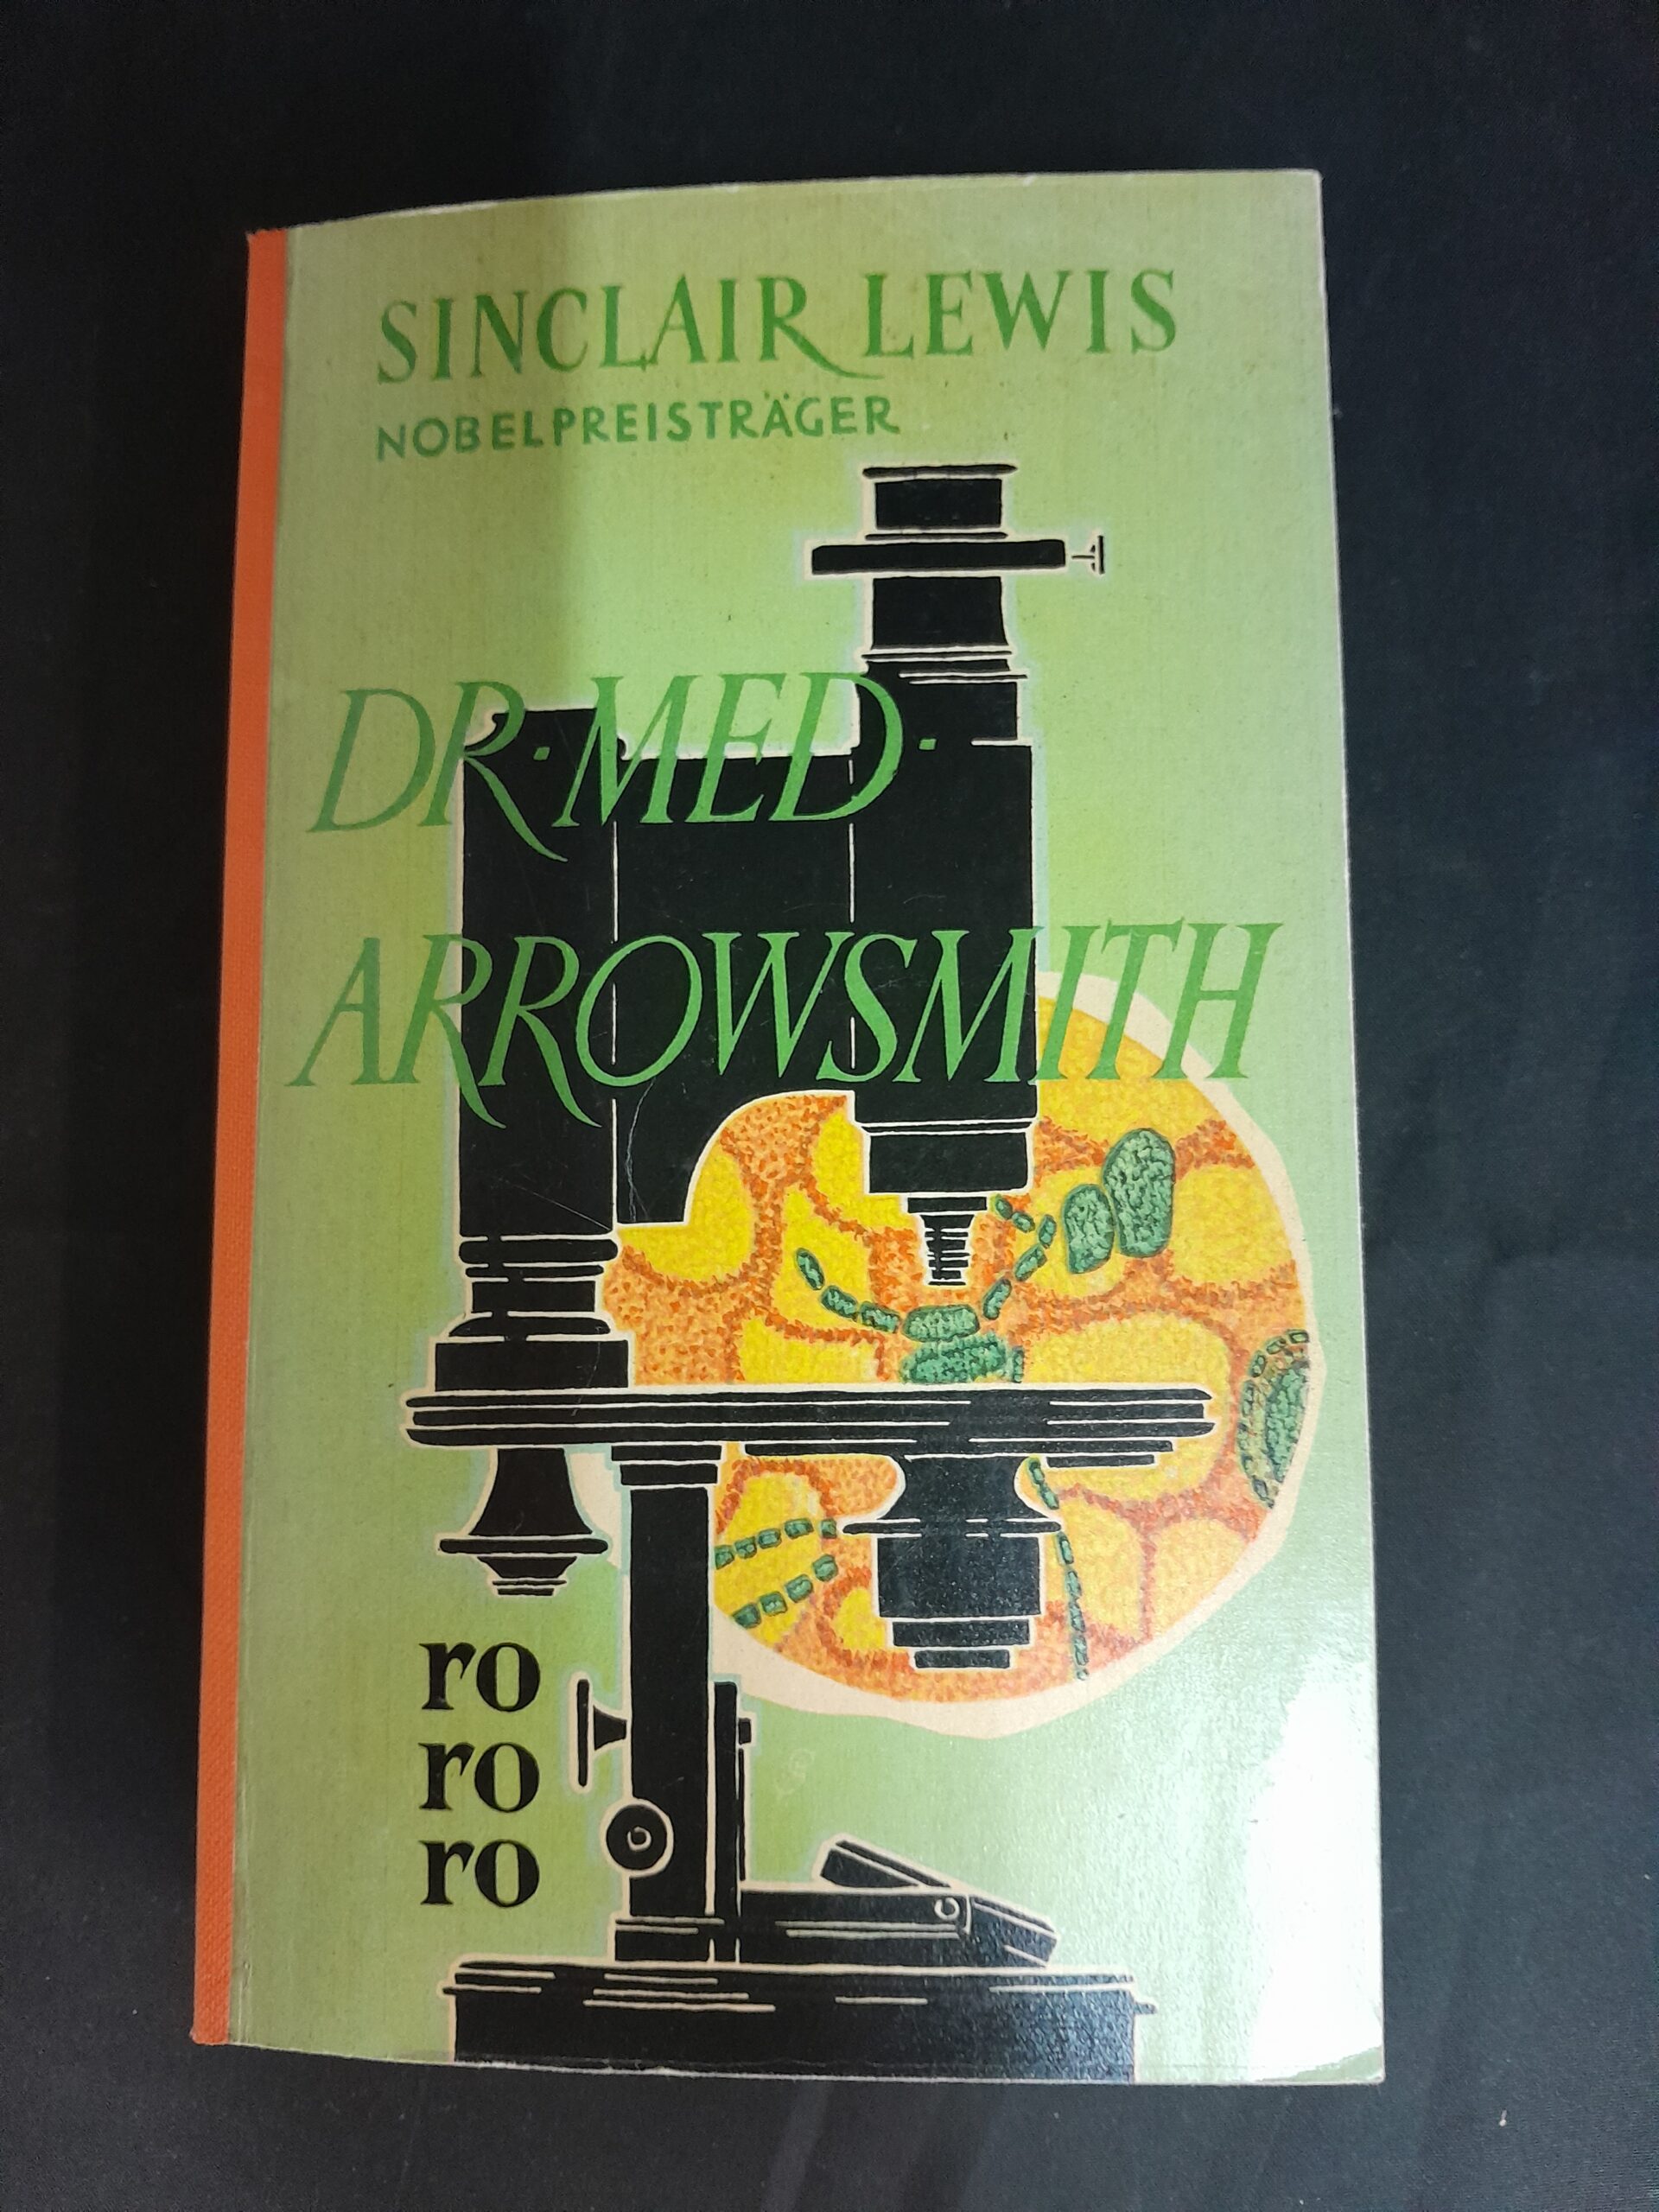 SINCLAIR LEWIS
NOBELPREISTRÄGER
DR·MED·
ARROWSMITH
ro
ro
ro